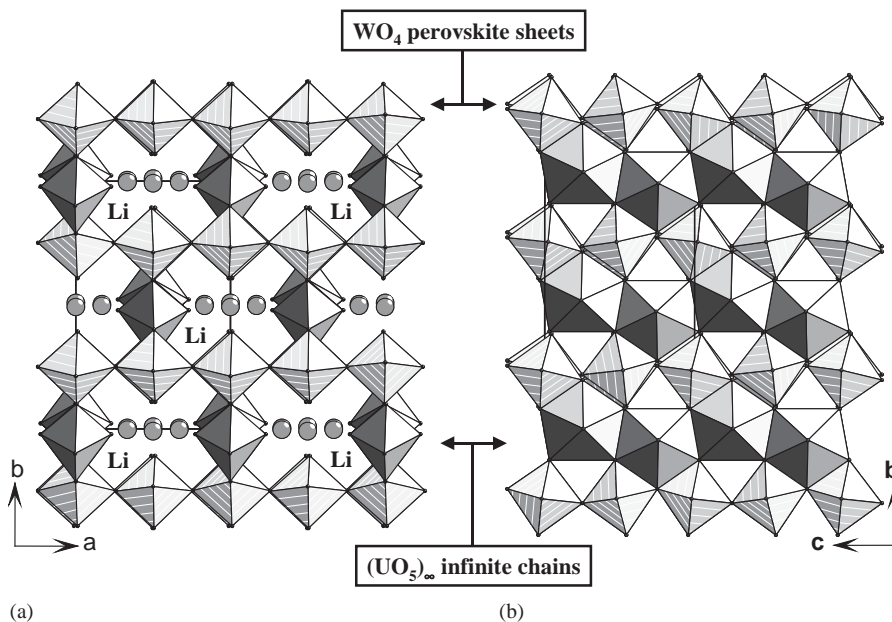 WO₄ perovskite sheets
Li Li
Li
Li Li
b
a
b
c
(UO₅)∞ infinite chains
(a) (b)